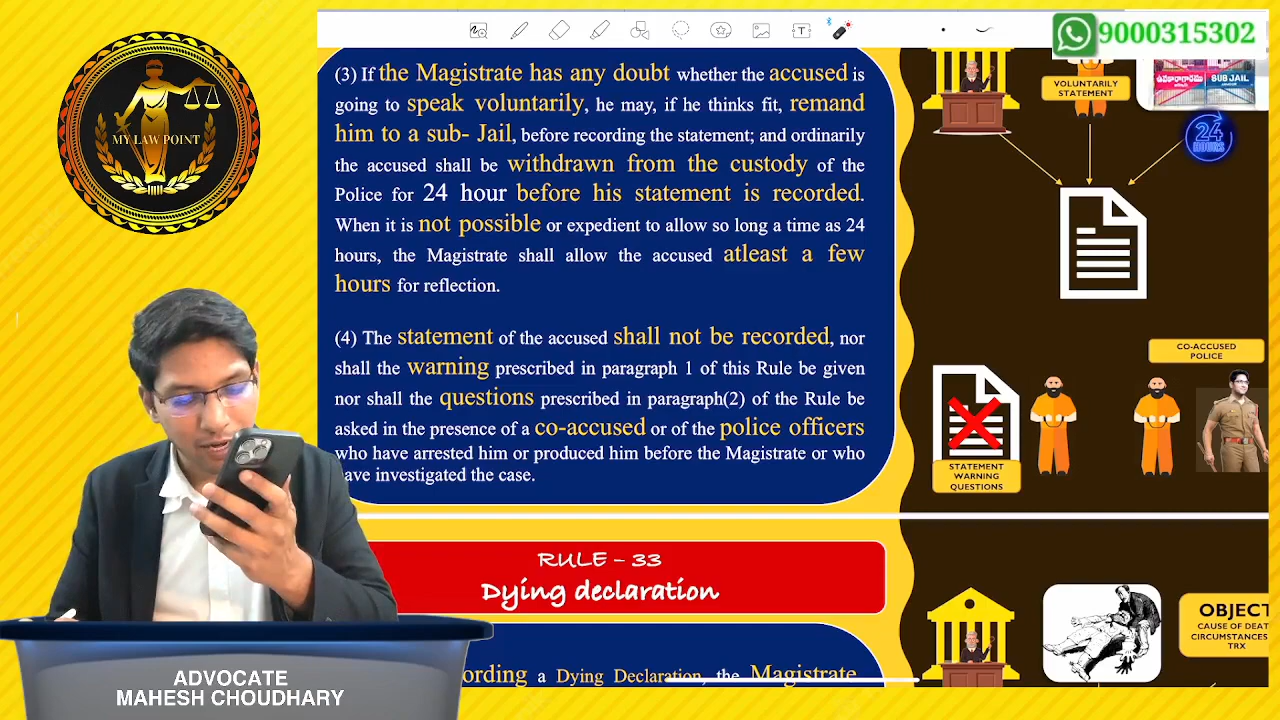 9000315302
MY LAW POINT
(3) If the Magistrate has any doubt whether the accused is
going to speak voluntarily, he may, if he thinks fit, remand
him to a sub- Jail, before recording the statement; and ordinarily
the accused shall be withdrawn from the custody of the
Police for 24 hour before his statement is recorded.
When it is not possible or expedient to allow so long a time as 24
hours, the Magistrate shall allow the accused atleast a few
hours for reflection.
(4) The statement of the accused shall not be recorded, nor
shall the warning prescribed in paragraph 1 of this Rule be given
nor shall the questions prescribed in paragraph(2) of the Rule be
asked in the presence of a co-accused or of the police officers
who have arrested him or produced him before the Magistrate or who
ave investigated the case.
VOLUNTARILY
STATEMENT
SUB JAIL
24
HOURS
CO-ACCUSED
POLICE
STATEMENT
WARNING
QUESTIONS
RULE – 33
Dying declaration
ording a Dying Declaration, the Magistrate
OBJECT
CAUSE OF DEAT
CIRCUMSTANCES
TRX
ADVOCATE
MAHESH CHOUDHARY